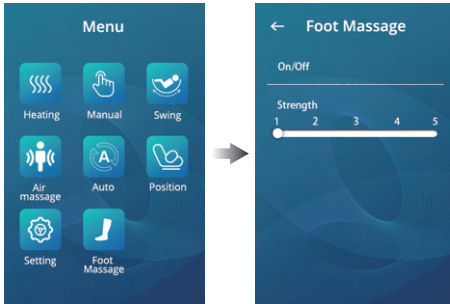 Menu
Heating Manual Swing
Air
massage
Auto
Position
Setting
Foot
Massage
← Foot Massage
On/Off
Strength
1 2 3 4 5